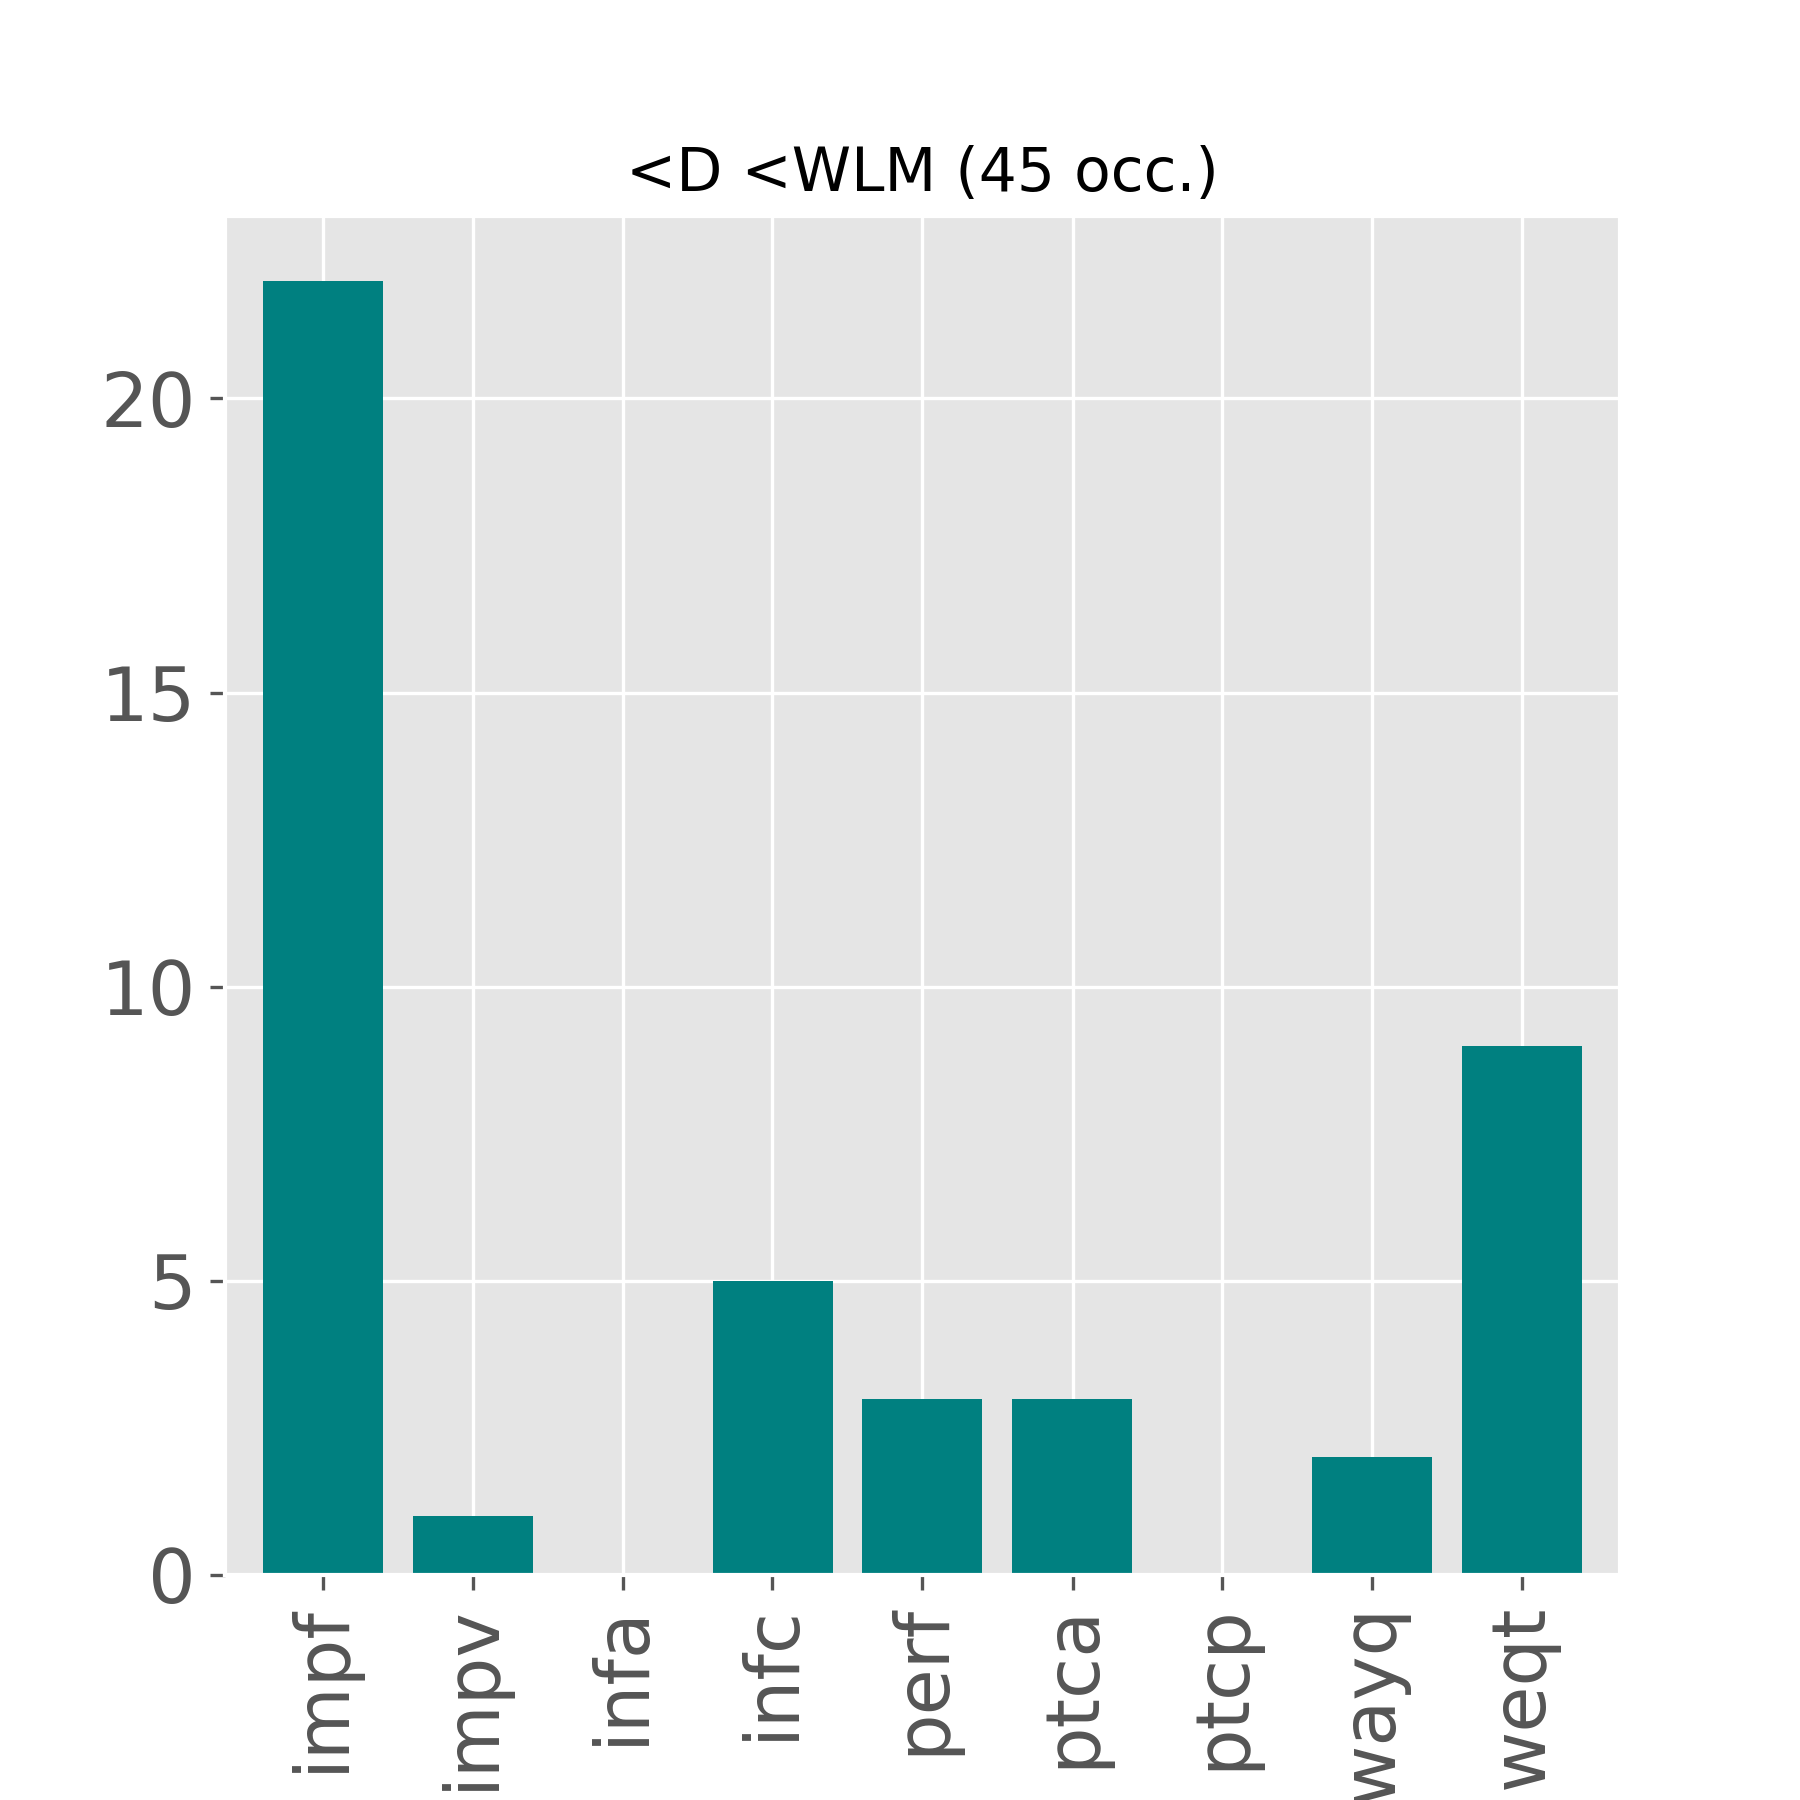 <D <WLM (45 occ.)
20
15
10
5
0
impf
impv
infa
infc
perf
ptca
ptcp
wayq
weqt